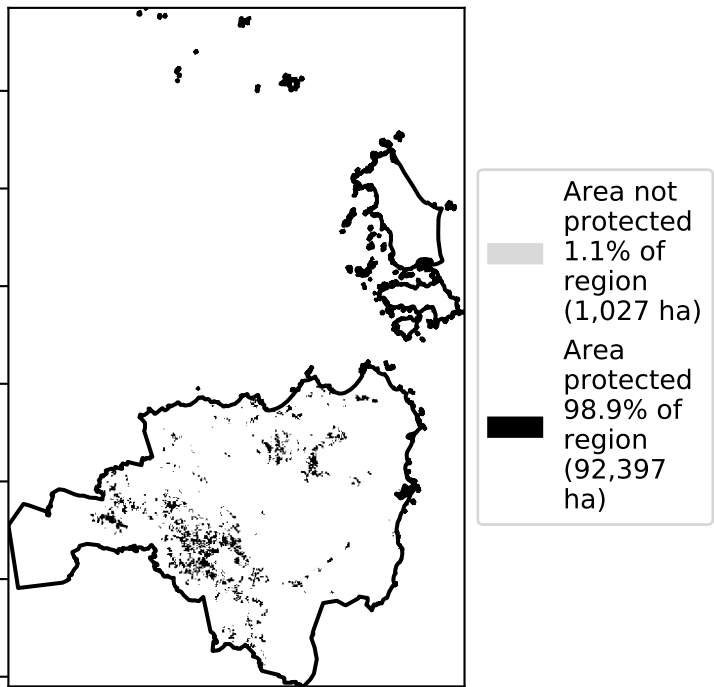 Area not
protected
1.1% of
region
(1,027 ha)
Area
protected
98.9% of
region
(92,397
ha)